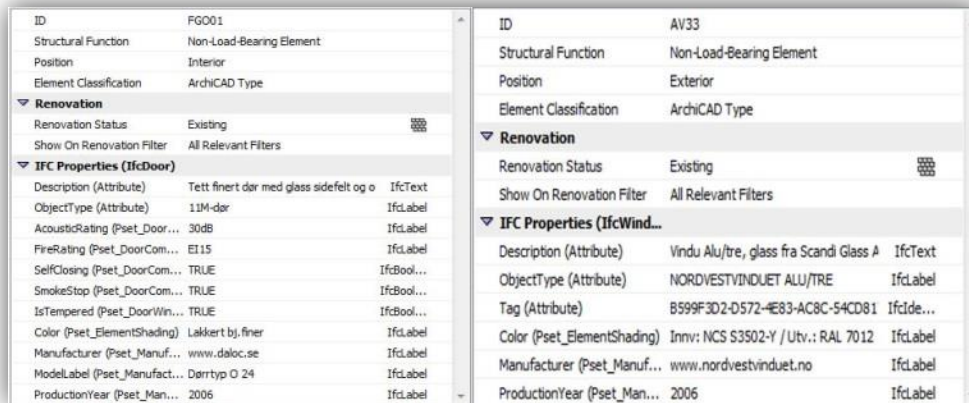 ID FGO01
Structural Function Non-Load-Bearing Element
Position Interior
Element Classification ArchiCAD Type
Renovation
Renovation Status Existing
Show On Renovation Filter All Relevant Filters
IFC Properties (IfcDoor)
Description (Attribute) Tett finert dør med glass sidefelt og o IfcText
ObjectType (Attribute) 11M-dør IfcLabel
AcousticRating (Pset_Door... 30dB IfcLabel
FireRating (Pset_DoorCom... EI15 IfcLabel
SelfClosing (Pset_DoorCom... TRUE IfcBool...
SmokeStop (Pset_DoorCom... TRUE IfcBool...
IsTempered (Pset_DoorWin... TRUE IfcBool...
Color (Pset_ElementShading) Lakkert bj.finer IfcLabel
Manufacturer (Pset_Manuf... www.daloc.se IfcLabel
ModelLabel (Pset_Manufact... Dørrtyp O 24 IfcLabel
ProductionYear (Pset_Man... 2006 IfcLabel
ID AV33
Structural Function Non-Load-Bearing Element
Position Exterior
Element Classification ArchiCAD Type
Renovation
Renovation Status Existing
Show On Renovation Filter All Relevant Filters
IFC Properties (IfcWind...
Description (Attribute) Vindu Alu/tre, glass fra Scandi Glass A IfcText
ObjectType (Attribute) NORDVESTVINDUET ALU/TRE IfcLabel
Tag (Attribute) B599F3D2-D572-4E83-AC8C-54CD81 IfcIde...
Color (Pset_ElementShading) Innv: NCS S3502-Y / Utv.: RAL 7012 IfcLabel
Manufacturer (Pset_Manuf... www.nordvestvinduet.no IfcLabel
ProductionYear (Pset_Man... 2006 IfcLabel